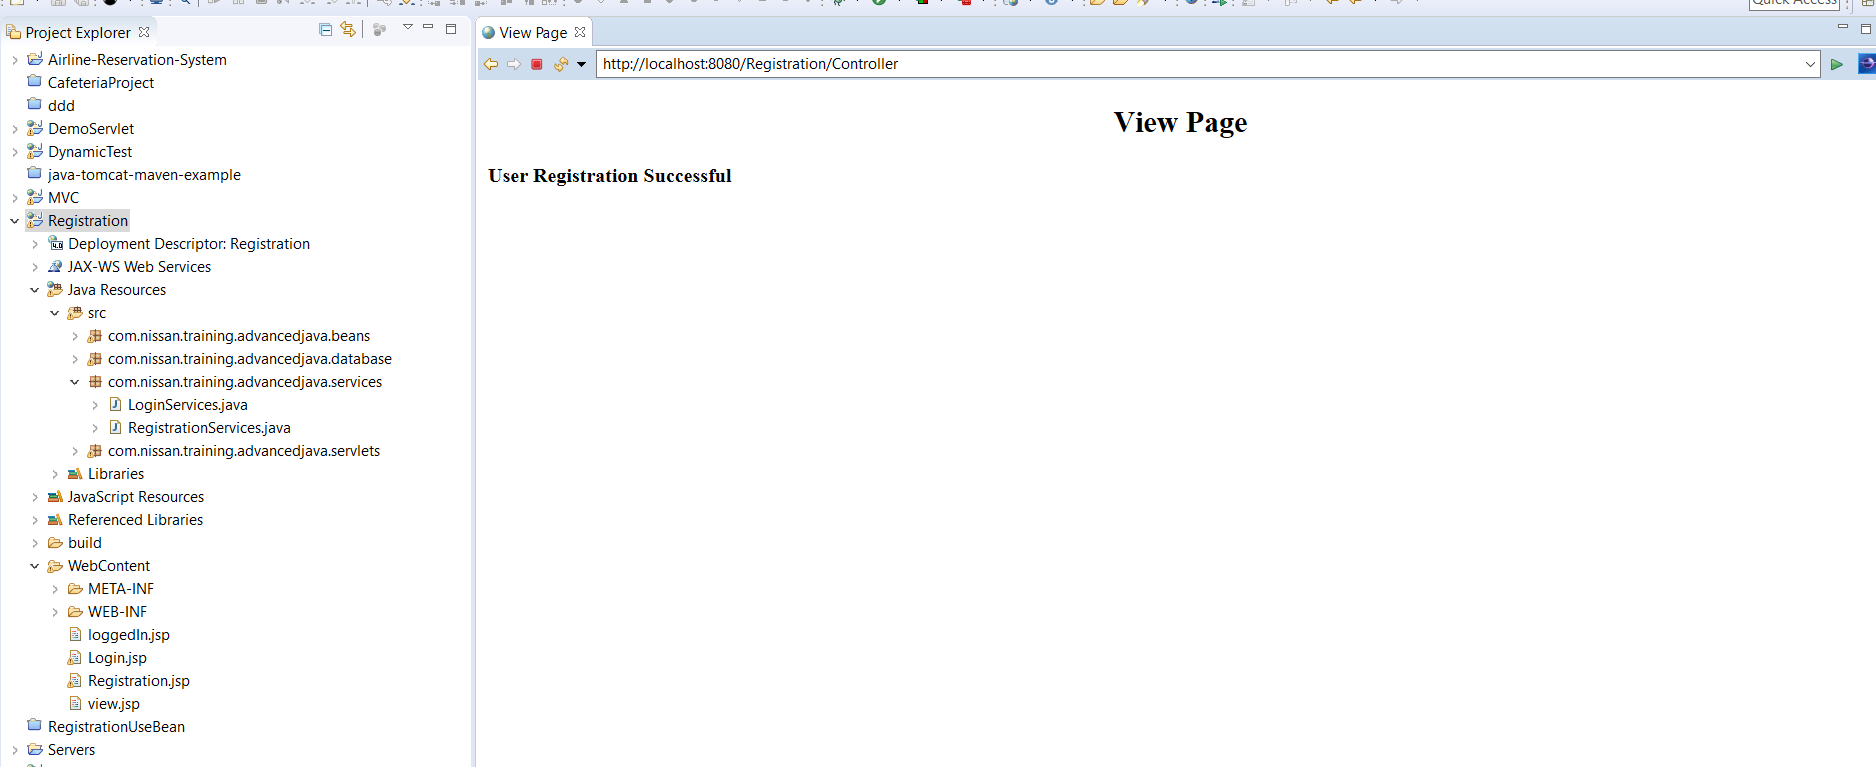 Quick Access
Project Explorer
Airline-Reservation-System
CafeteriaProject
ddd
DemoServlet
DynamicTest
java-tomcat-maven-example
MVC
Registration
Deployment Descriptor: Registration
JAX-WS Web Services
Java Resources
src
com.nissan.training.advancedjava.beans
com.nissan.training.advancedjava.database
com.nissan.training.advancedjava.services
LoginServices.java
RegistrationServices.java
com.nissan.training.advancedjava.servlets
Libraries
JavaScript Resources
Referenced Libraries
build
WebContent
META-INF
WEB-INF
loggedIn.jsp
Login.jsp
Registration.jsp
view.jsp
RegistrationUseBean
Servers
View Page
http://localhost:8080/Registration/Controller
View Page
User Registration Successful